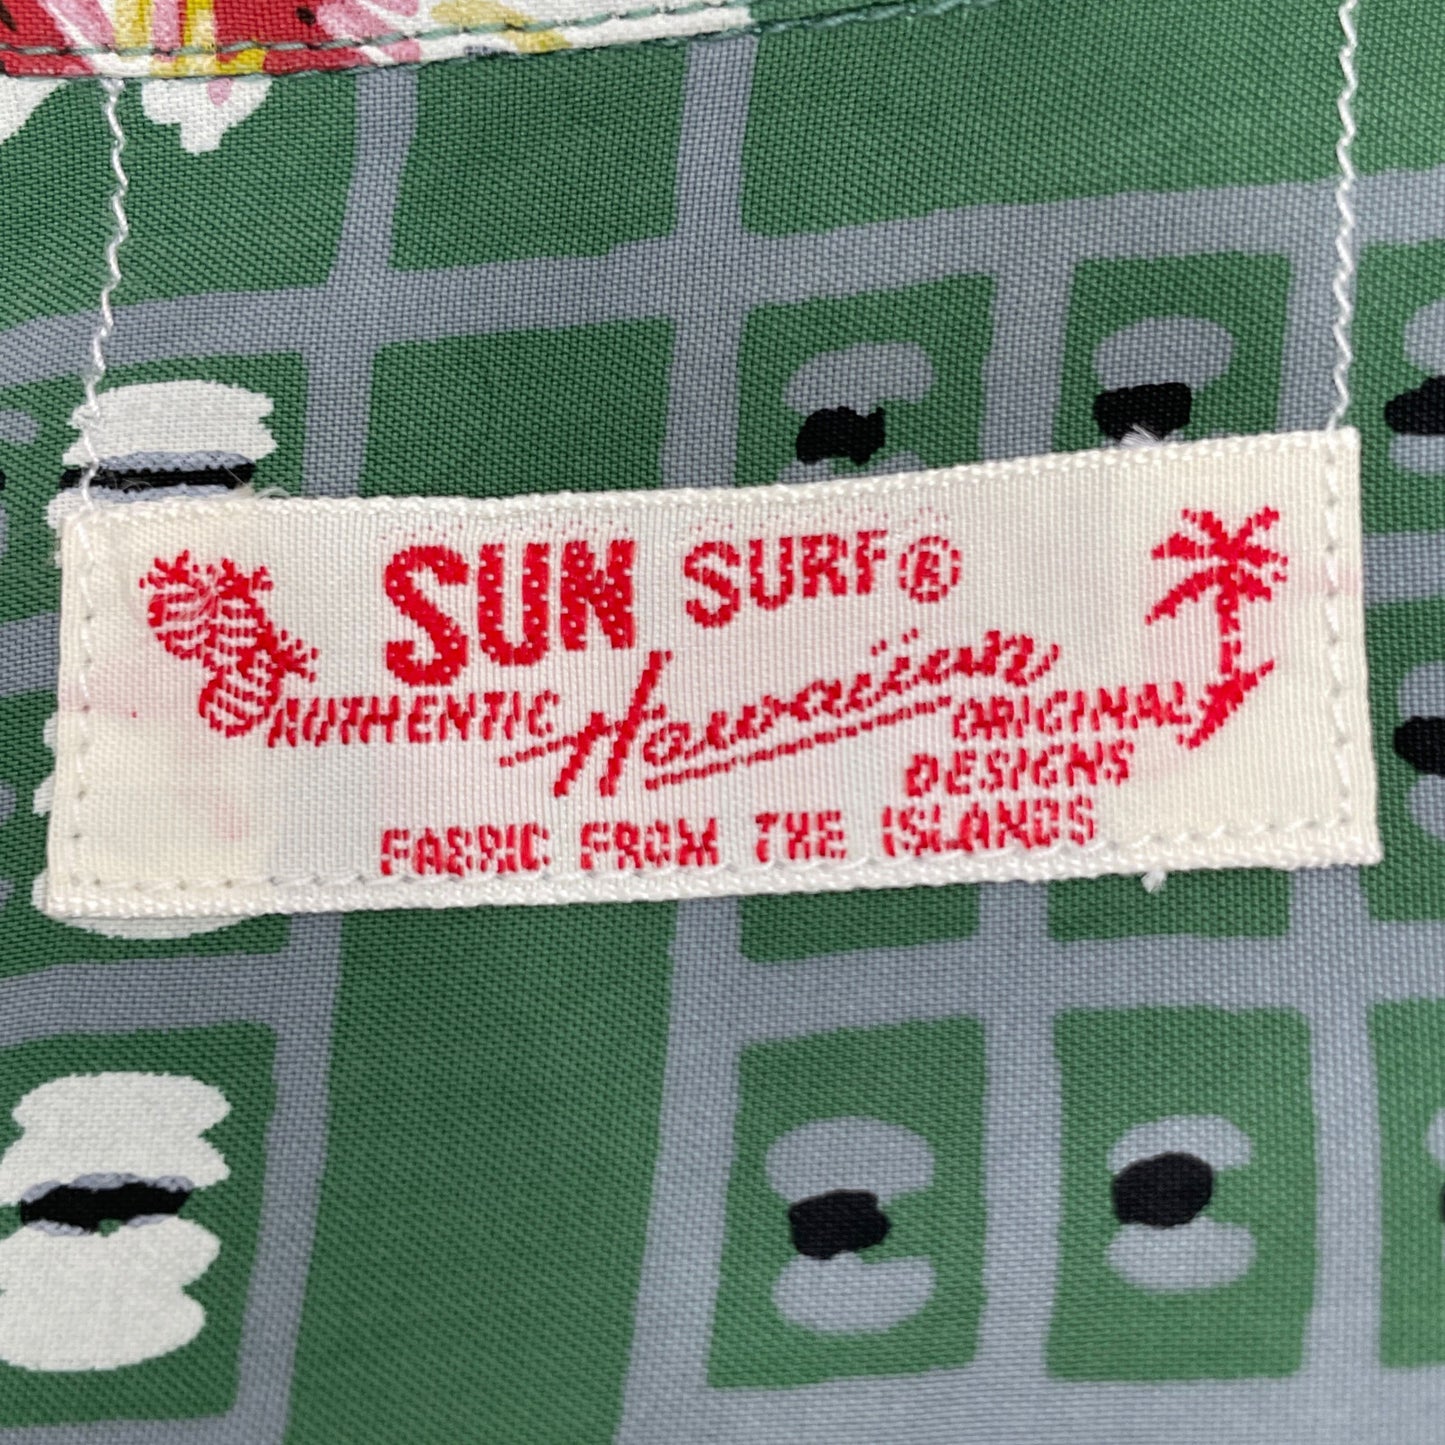 SUN SURF®
AUTHENTIC Hawaiian ORIGINAL
DESIGNS
FABRIC FROM THE ISLANDS